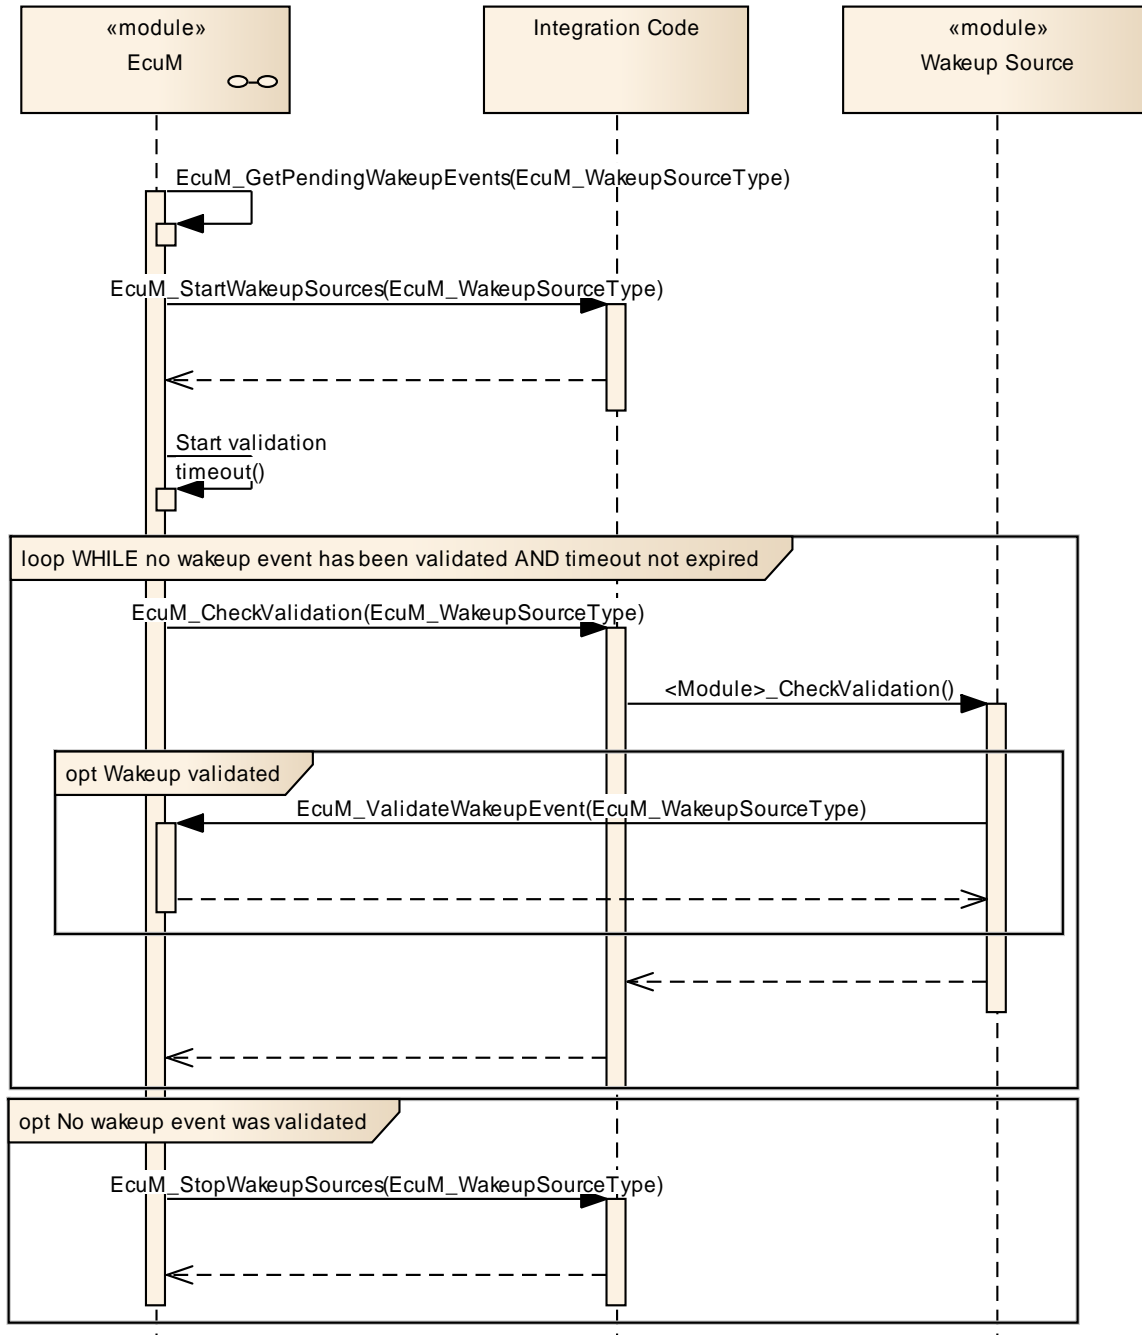 «module»
EcuM
Integration Code
«module»
Wakeup Source
EcuM_GetPendingWakeupEvents(EcuM_WakeupSourceType)
EcuM_StartWakeupSources(EcuM_WakeupSourceType)
Start validation
timeout()
loop WHILE no wakeup event has been validated AND timeout not expired
EcuM_CheckValidation(EcuM_WakeupSourceType)
<Module>_CheckValidation()
opt Wakeup validated
EcuM_ValidateWakeupEvent(EcuM_WakeupSourceType)
opt No wakeup event was validated
EcuM_StopWakeupSources(EcuM_WakeupSourceType)